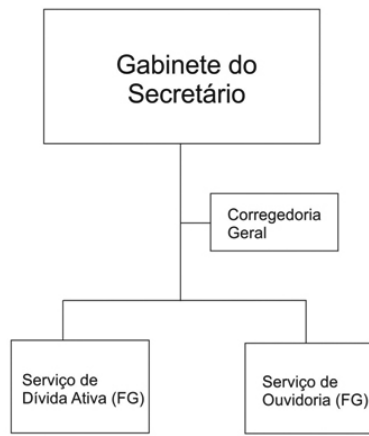 Gabinete do
Secretário
Corregedoria
Geral
Serviço de
Dívida Ativa (FG)
Serviço de
Ouvidoria (FG)